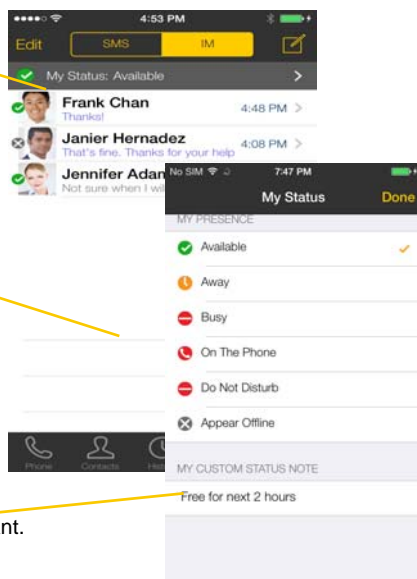 4:53 PM
Edit
SMS
IM
My Status: Available
Frank Chan
Thanks!
4:48 PM
Janier Hernadez
That's fine. Thanks for your help
4:08 PM
Jennifer Adan
Not sure when I wil
No SIM
7:47 PM
My Status
Done
MY PRESENCE
Available
Away
Busy
On The Phone
Do Not Disturb
Appear Offline
MY CUSTOM STATUS NOTE
Free for next 2 hours
Phone
Contacts
Hist
nt.